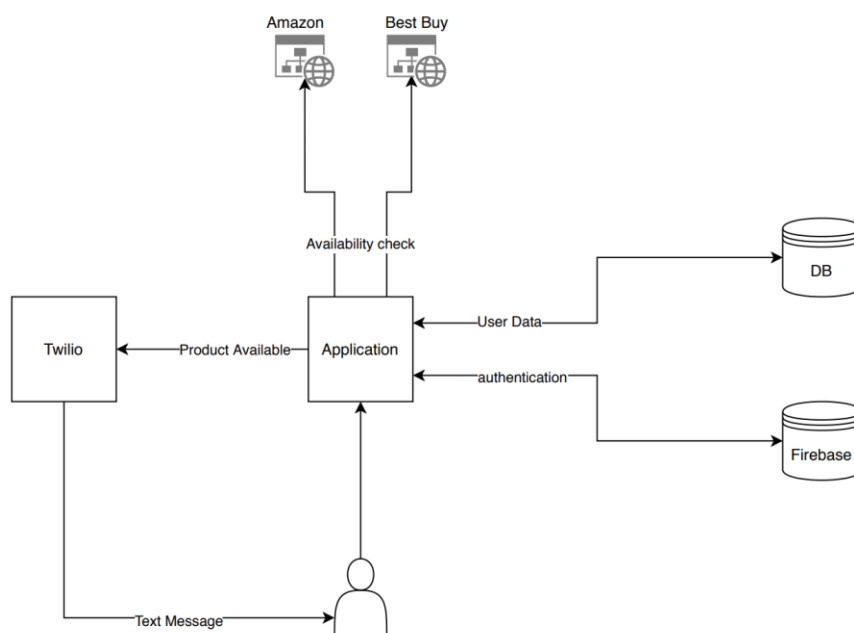 Amazon
Best Buy
Availability check
DB
User Data
Twilio
Product Available
Application
authentication
Firebase
Text Message